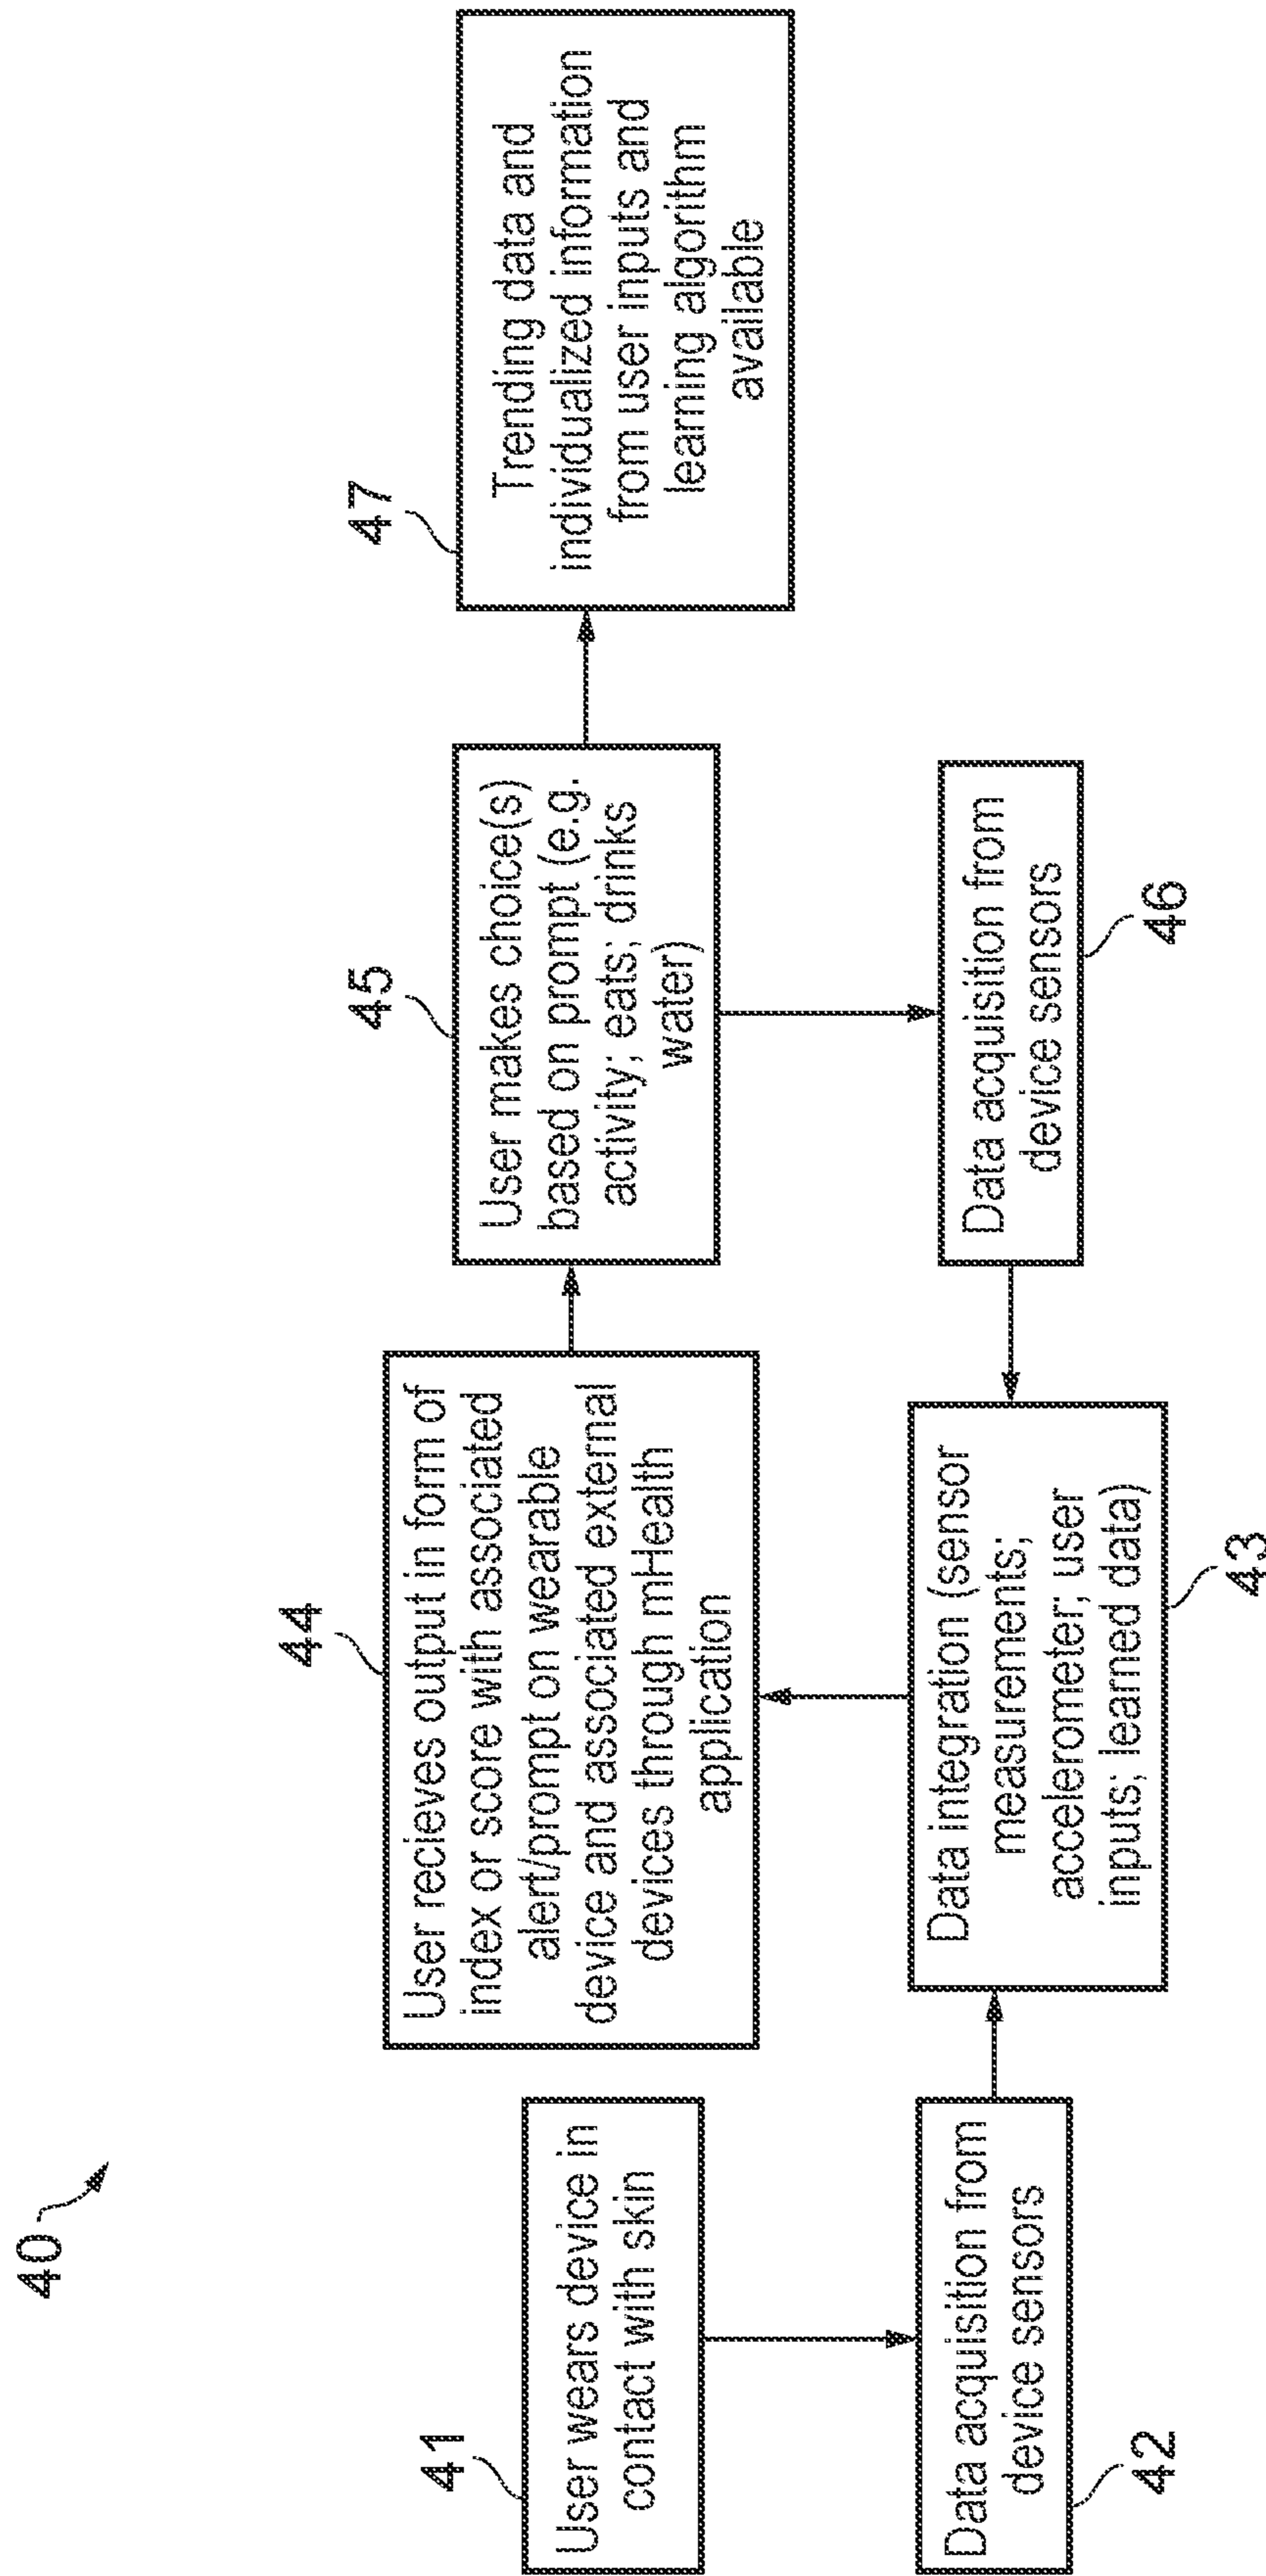 40
41
User wears device in
contact with skin
42
Data acquisition from
device sensors
43
Data integration (sensor
measurements;
accelerometer; user
inputs; learned data)
44
User recieves output in form of
index or score with associated
alert/prompt on wearable
device and associated external
devices through mHealth
application
45
User makes choice(s)
based on prompt (e.g.
activity; eats; drinks
water)
46
Data acquisition from
device sensors
47
Trending data and
individualized information
from user inputs and
learning algorithm
available